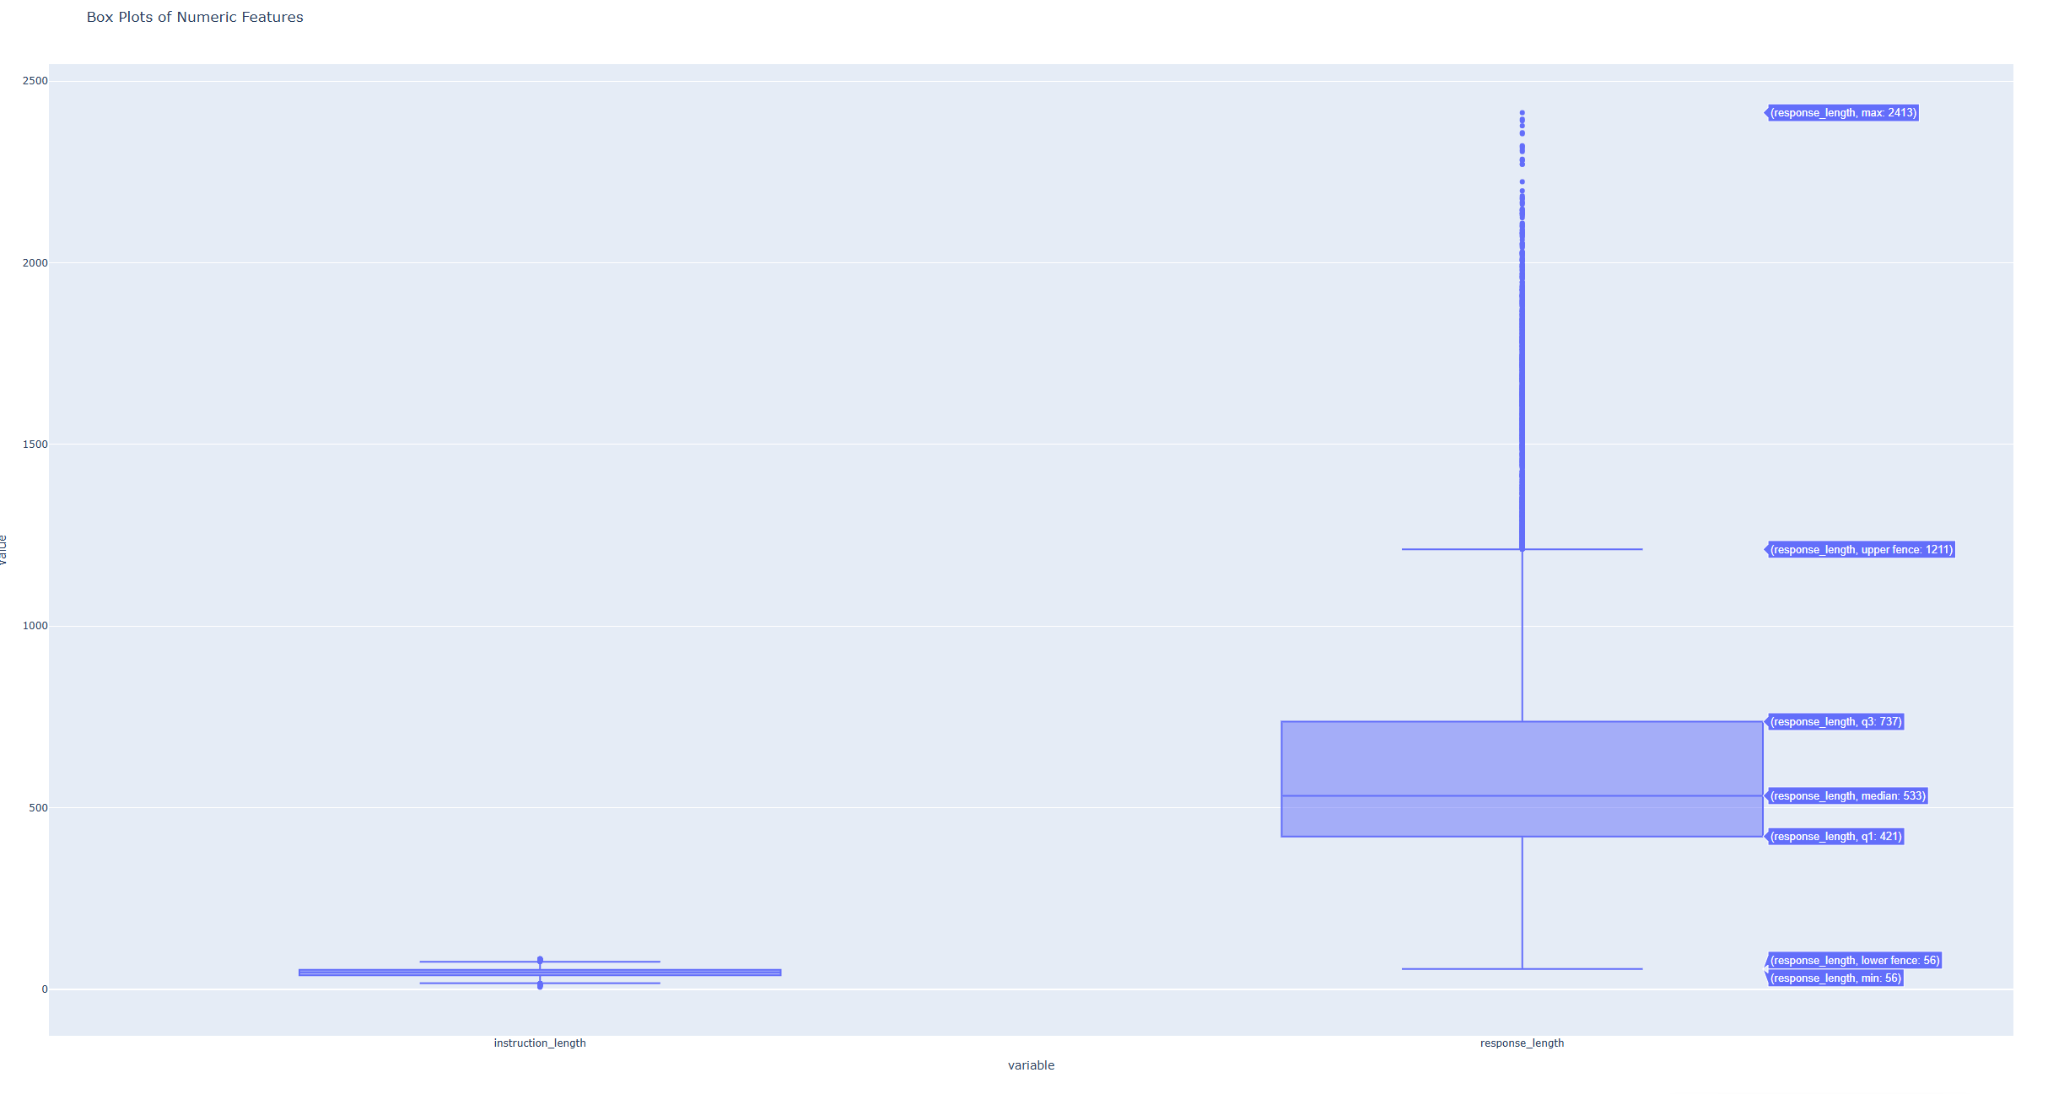 Box Plots of Numeric Features
2500
2000
1500
1000
500
0
value
(response_length, max: 2413)
(response_length, upper fence: 1211)
(response_length, q3: 737)
(response_length, median: 533)
(response_length, q1: 421)
(response_length, lower fence: 56)
(response_length, min: 56)
instruction_length
response_length
variable